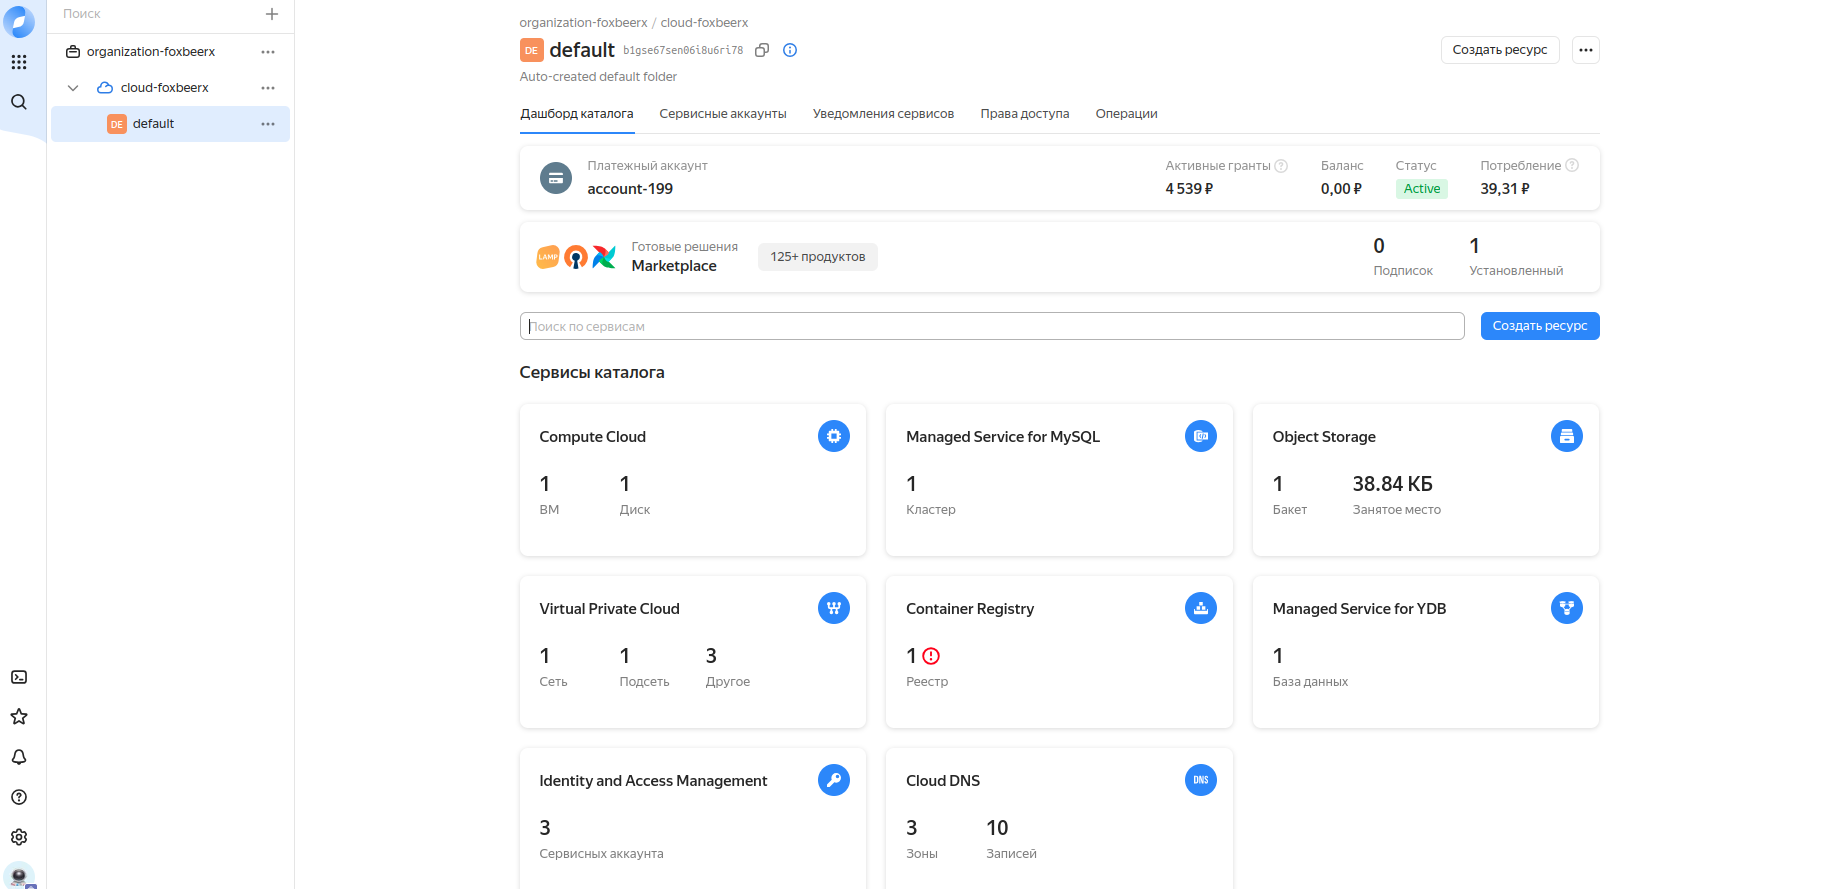 Поиск
organization-foxbeerx
cloud-foxbeerx
DE default
organization-foxbeerx / cloud-foxbeerx
DE default b1gse67sen06i8u6ri78
Создать ресурс
Auto-created default folder
Дашборд каталога Сервисные аккаунты Уведомления сервисов Права доступа Операции
Платежный аккаунт
account-199
Активные гранты
4 539 ₽
Баланс
0,00 ₽
Статус
Active
Потребление
39,31 ₽
LAMP
Готовые решения
Marketplace
125+ продуктов
0
Подписок
1
Установленный
Поиск по сервисам
Создать ресурс
Сервисы каталога
Compute Cloud
1
ВМ
1
Диск
Managed Service for MySQL
1
Кластер
Object Storage
1
Бакет
38.84 КБ
Занятое место
Virtual Private Cloud
1
Сеть
1
Подсеть
3
Другое
Container Registry
1
Реестр
Managed Service for YDB
1
База данных
Identity and Access Management
3
Сервисных аккаунта
Cloud DNS
DNS
3
Зоны
10
Записей